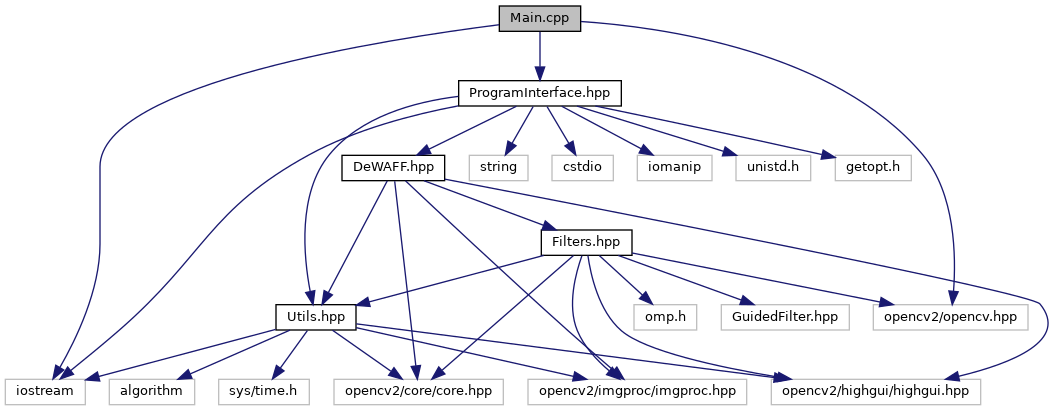 Main.cpp
ProgramInterface.hpp
DeWAFF.hpp
string
cstdio
iomanip
unistd.h
getopt.h
Filters.hpp
Utils.hpp
omp.h
GuidedFilter.hpp
opencv2/opencv.hpp
iostream
algorithm
sys/time.h
opencv2/core/core.hpp
opencv2/imgproc/imgproc.hpp
opencv2/highgui/highgui.hpp